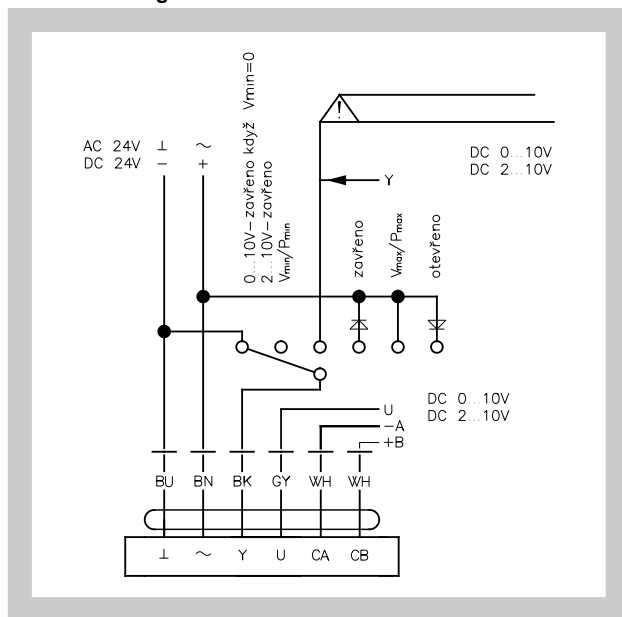 AC 24V ⊥ ~
DC 24V − +
0...10V−zavřeno když Vmin=0
2...10V−zavřeno
Vmin/Pmin
!
DC 0...10V
DC 2...10V
Y
zavřeno
Vmax/Pmax
otevřeno
U
−A
+B
DC 0...10V
DC 2...10V
BU BN BK GY WH WH
⊥ ~ Y U CA CB